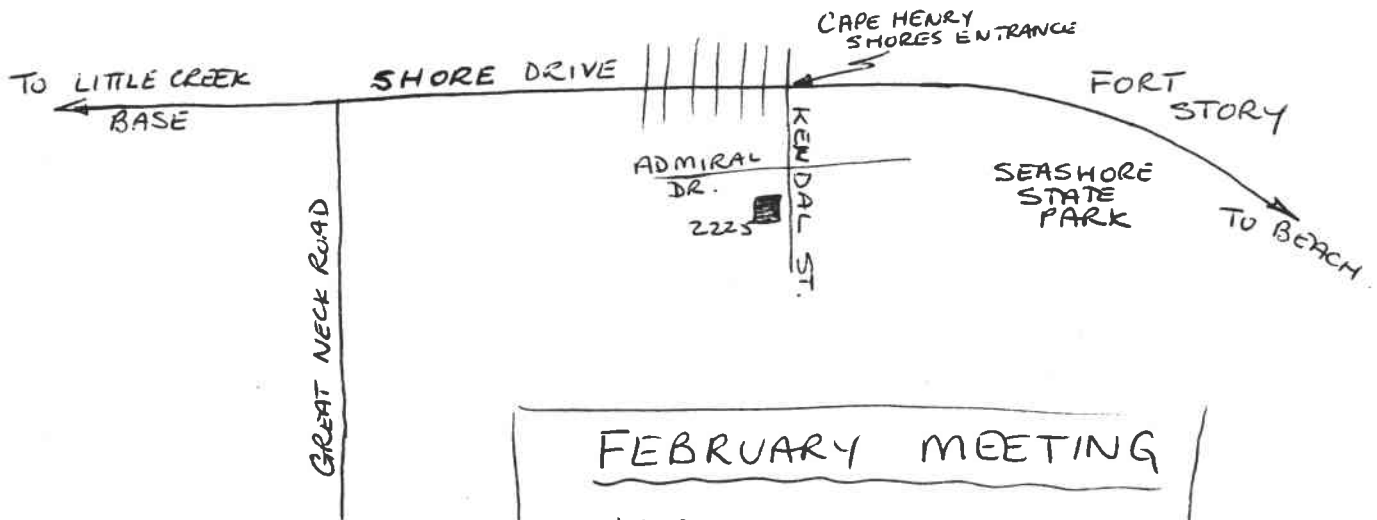 CAPE HENRY
SHORES ENTRANCE
TO LITTLE CREEK
BASE
SHORE DRIVE
FORT
STORY
KENDAL ST.
ADMIRAL
DR.
2225
SEASHORE
STATE
PARK
TO BEACH
GREAT NECK ROAD
FEBRUARY MEETING